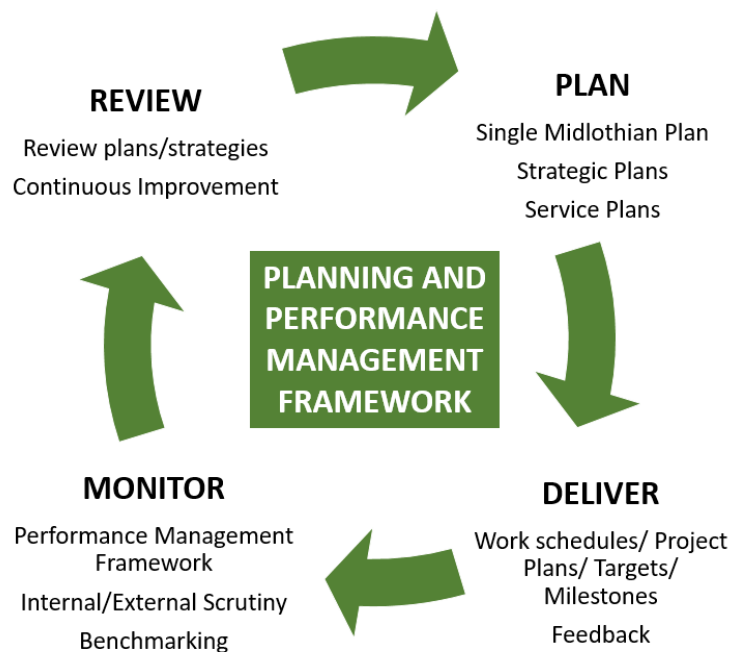 REVIEW
Review plans/strategies
Continuous Improvement
PLAN
Single Midlothian Plan
Strategic Plans
Service Plans
PLANNING AND
PERFORMANCE
MANAGEMENT
FRAMEWORK
MONITOR
Performance Management
Framework
Internal/External Scrutiny
Benchmarking
DELIVER
Work schedules/ Project
Plans/ Targets/
Milestones
Feedback